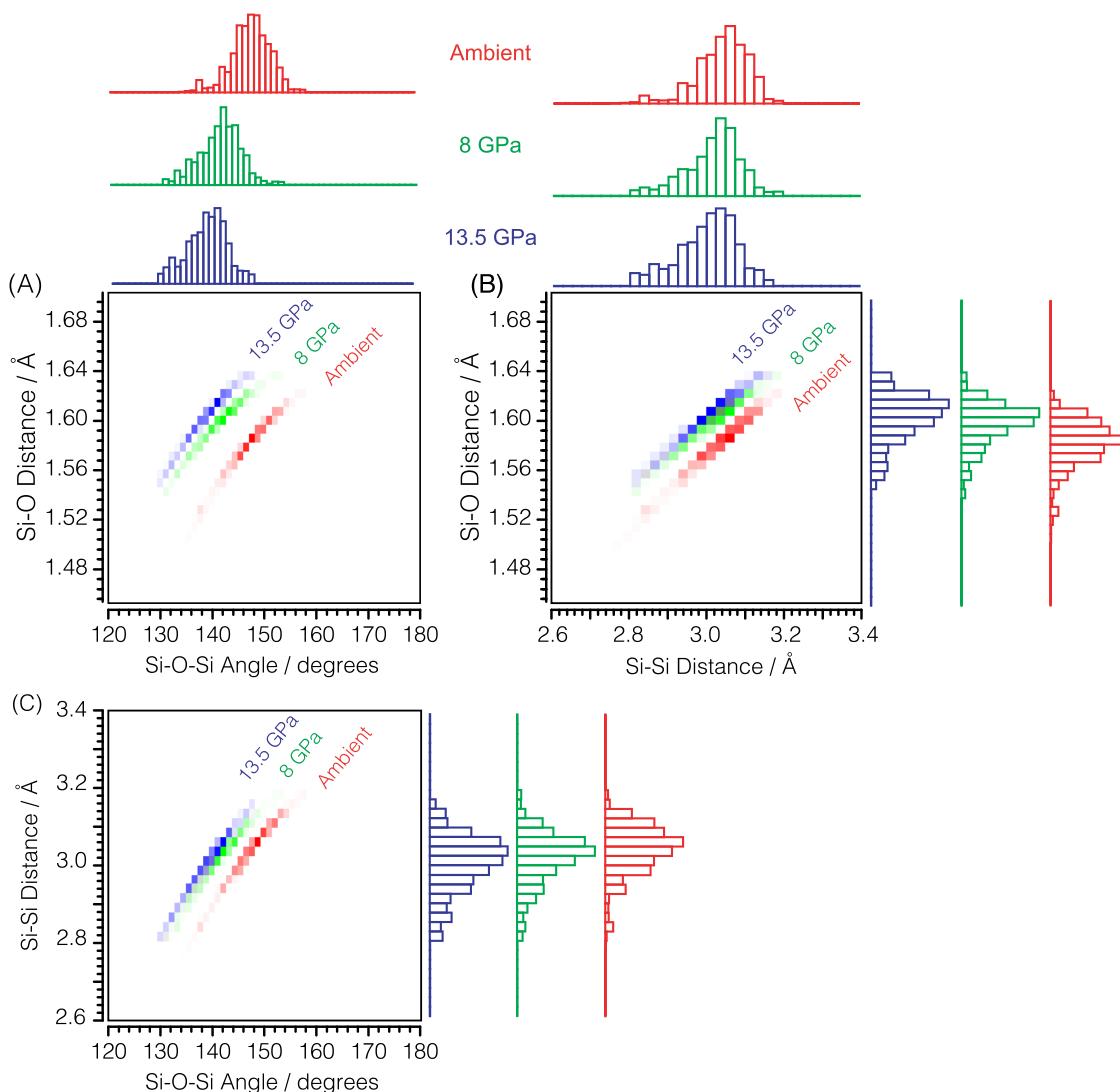 Ambient
8 GPa
13.5 GPa
(A)
1.68
1.64
1.60
1.56
1.52
1.48
Si-O Distance / Å
13.5 GPa
8 GPa
Ambient
120 130 140 150 160 170 180
Si-O-Si Angle / degrees
(B)
1.68
1.64
1.60
1.56
1.52
1.48
Si-O Distance / Å
13.5 GPa
8 GPa
Ambient
2.6 2.8 3.0 3.2 3.4
Si-Si Distance / Å
(C)
3.4
3.2
3.0
2.8
2.6
Si-Si Distance / Å
13.5 GPa
8 GPa
Ambient
120 130 140 150 160 170 180
Si-O-Si Angle / degrees